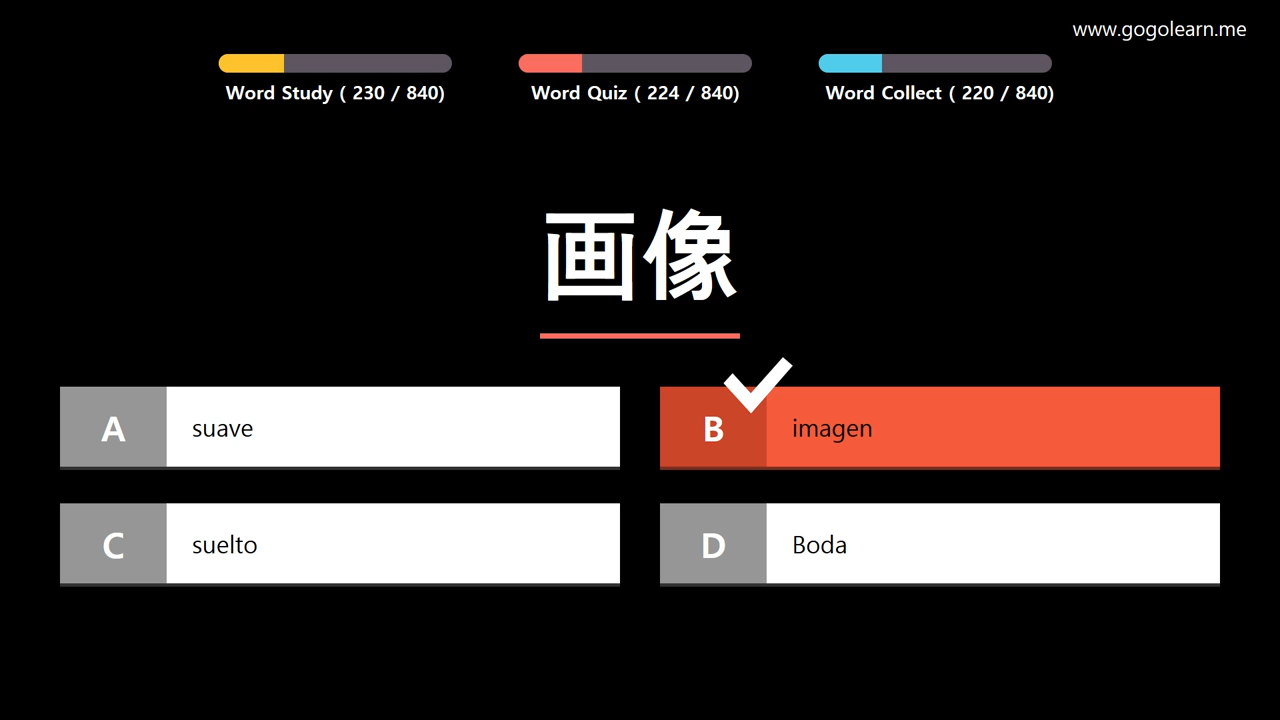 www.gogolearn.me
Word Study ( 230 / 840)
Word Quiz ( 224 / 840)
Word Collect ( 220 / 840)
画像
A suave
B imagen
C suelto
D Boda